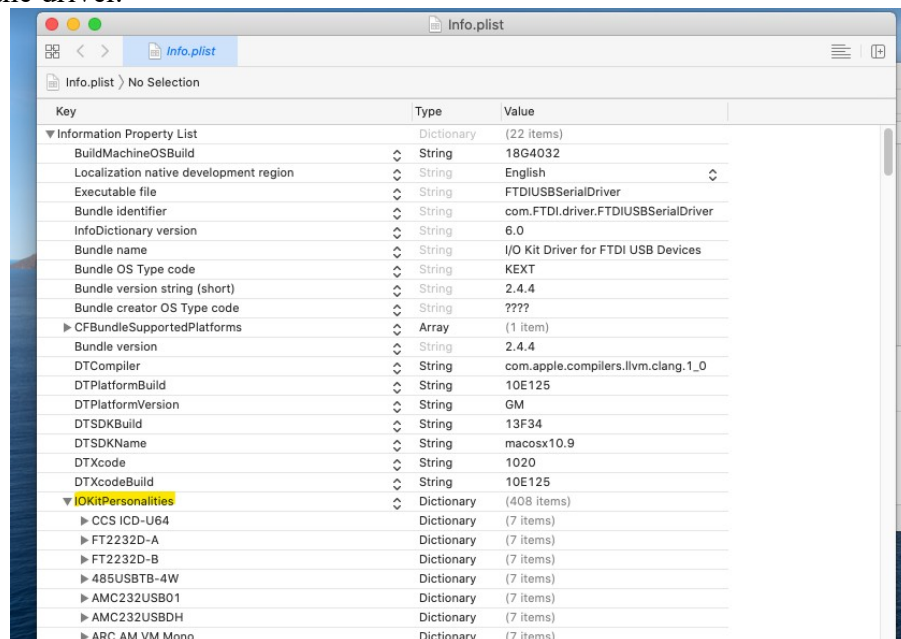 the driver.
Info.plist
Info.plist
Info.plist 〉 No Selection
Key Type Value
Information Property List Dictionary (22 items)
BuildMachineOSBuild String 18G4032
Localization native development region String English
Executable file String FTDIUSBSerialDriver
Bundle identifier String com.FTDI.driver.FTDIUSBSerialDriver
InfoDictionary version String 6.0
Bundle name String I/O Kit Driver for FTDI USB Devices
Bundle OS Type code String KEXT
Bundle version string (short) String 2.4.4
Bundle creator OS Type code String ????
CFBundleSupportedPlatforms Array (1 item)
Bundle version String 2.4.4
DTCompiler String com.apple.compilers.llvm.clang.1_0
DTPlatformBuild String 10E125
DTPlatformVersion String GM
DTSDKBuild String 13F34
DTSDKName String macosx10.9
DTXcode String 1020
DTXcodeBuild String 10E125
IOKitPersonalities Dictionary (408 items)
CCS ICD-U64 Dictionary (7 items)
FT2232D-A Dictionary (7 items)
FT2232D-B Dictionary (7 items)
485USBTB-4W Dictionary (7 items)
AMC232USB01 Dictionary (7 items)
AMC232USBDH Dictionary (7 items)
ARC AM VM Mono Dictionary (7 items)